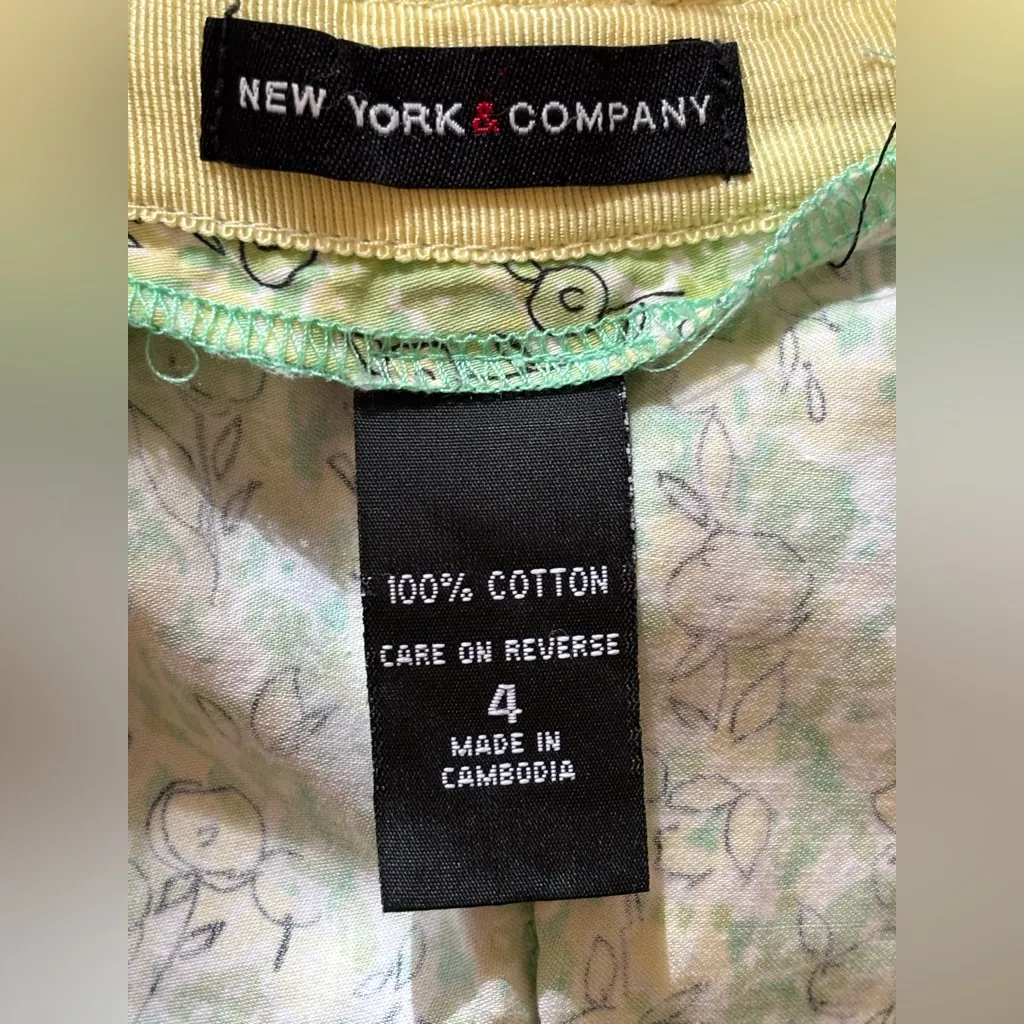 NEW YORK & COMPANY
100% COTTON
CARE ON REVERSE
4
MADE IN
CAMBODIA